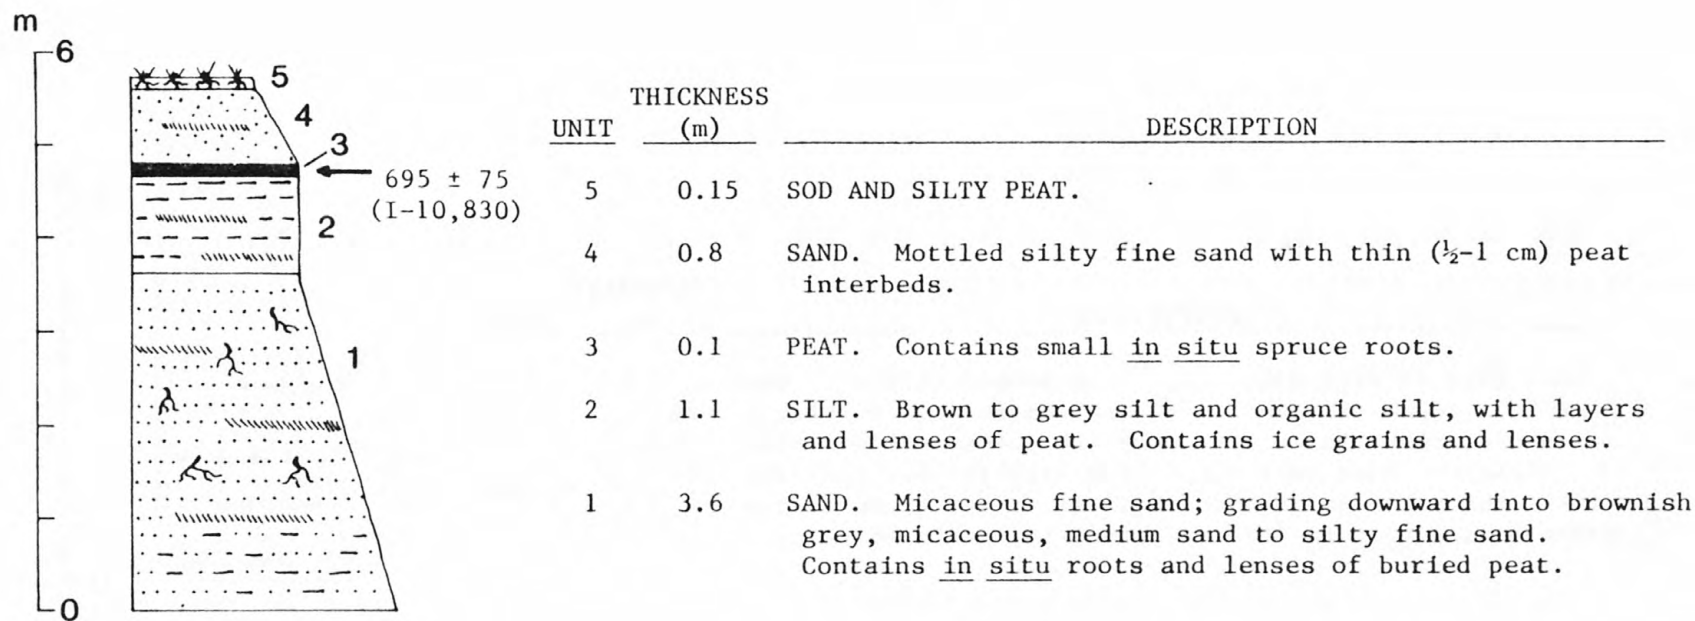 m
6
5
4
3
695 ± 75
(I-10,830)
2
1
0
THICKNESS
UNIT (m) DESCRIPTION
5 0.15 SOD AND SILTY PEAT.
4 0.8 SAND. Mottled silty fine sand with thin (½-1 cm) peat
interbeds.
3 0.1 PEAT. Contains small in situ spruce roots.
2 1.1 SILT. Brown to grey silt and organic silt, with layers
and lenses of peat. Contains ice grains and lenses.
1 3.6 SAND. Micaceous fine sand; grading downward into brownish
grey, micaceous, medium sand to silty fine sand.
Contains in situ roots and lenses of buried peat.